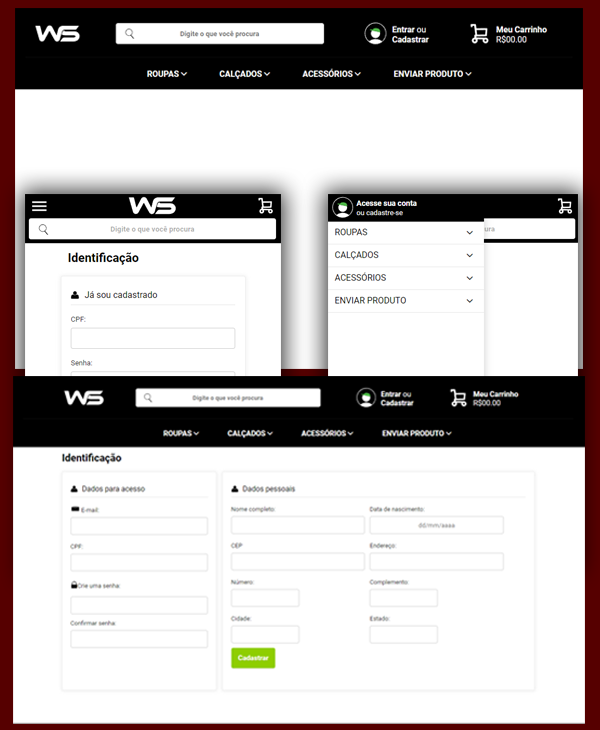 WS
Digite o que você procura
Entrar ou
Cadastrar
Meu Carrinho
R$00.00
ROUPAS
CALÇADOS
ACESSÓRIOS
ENVIAR PRODUTO
WS
Digite o que você procura
Identificação
Já sou cadastrado
CPF:
Senha:
Acesse sua conta
ou cadastre-se
ura
ROUPAS
CALÇADOS
ACESSÓRIOS
ENVIAR PRODUTO
WS
Digite o que você procura
Entrar ou
Cadastrar
Meu Carrinho
R$00.00
ROUPAS
CALÇADOS
ACESSÓRIOS
ENVIAR PRODUTO
Identificação
Dados para acesso
E-mail:
CPF:
Crie uma senha:
Confirmar senha:
Dados pessoais
Nome completo:
Data de nascimento:
dd/mm/aaaa
CEP
Endereço:
Número:
Complemento:
Cidade:
Estado:
Cadastrar